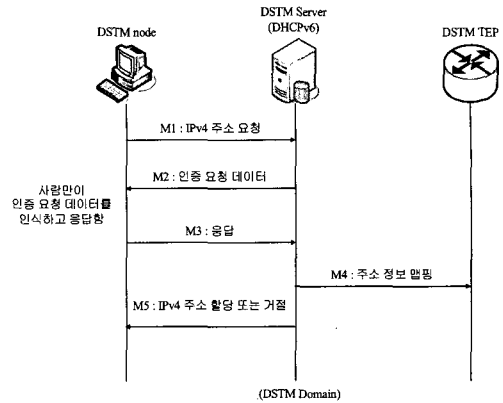 DSTM node
DSTM Server
(DHCPv6)
DSTM TEP
M1 : IPv4 주소 요청
M2 : 인증 요청 데이터
사람만이
인증 요청 데이터를
인식하고 응답함
M3 : 응답
M4 : 주소 정보 맵핑
M5 : IPv4 주소 할당 또는 거절
(DSTM Domain)